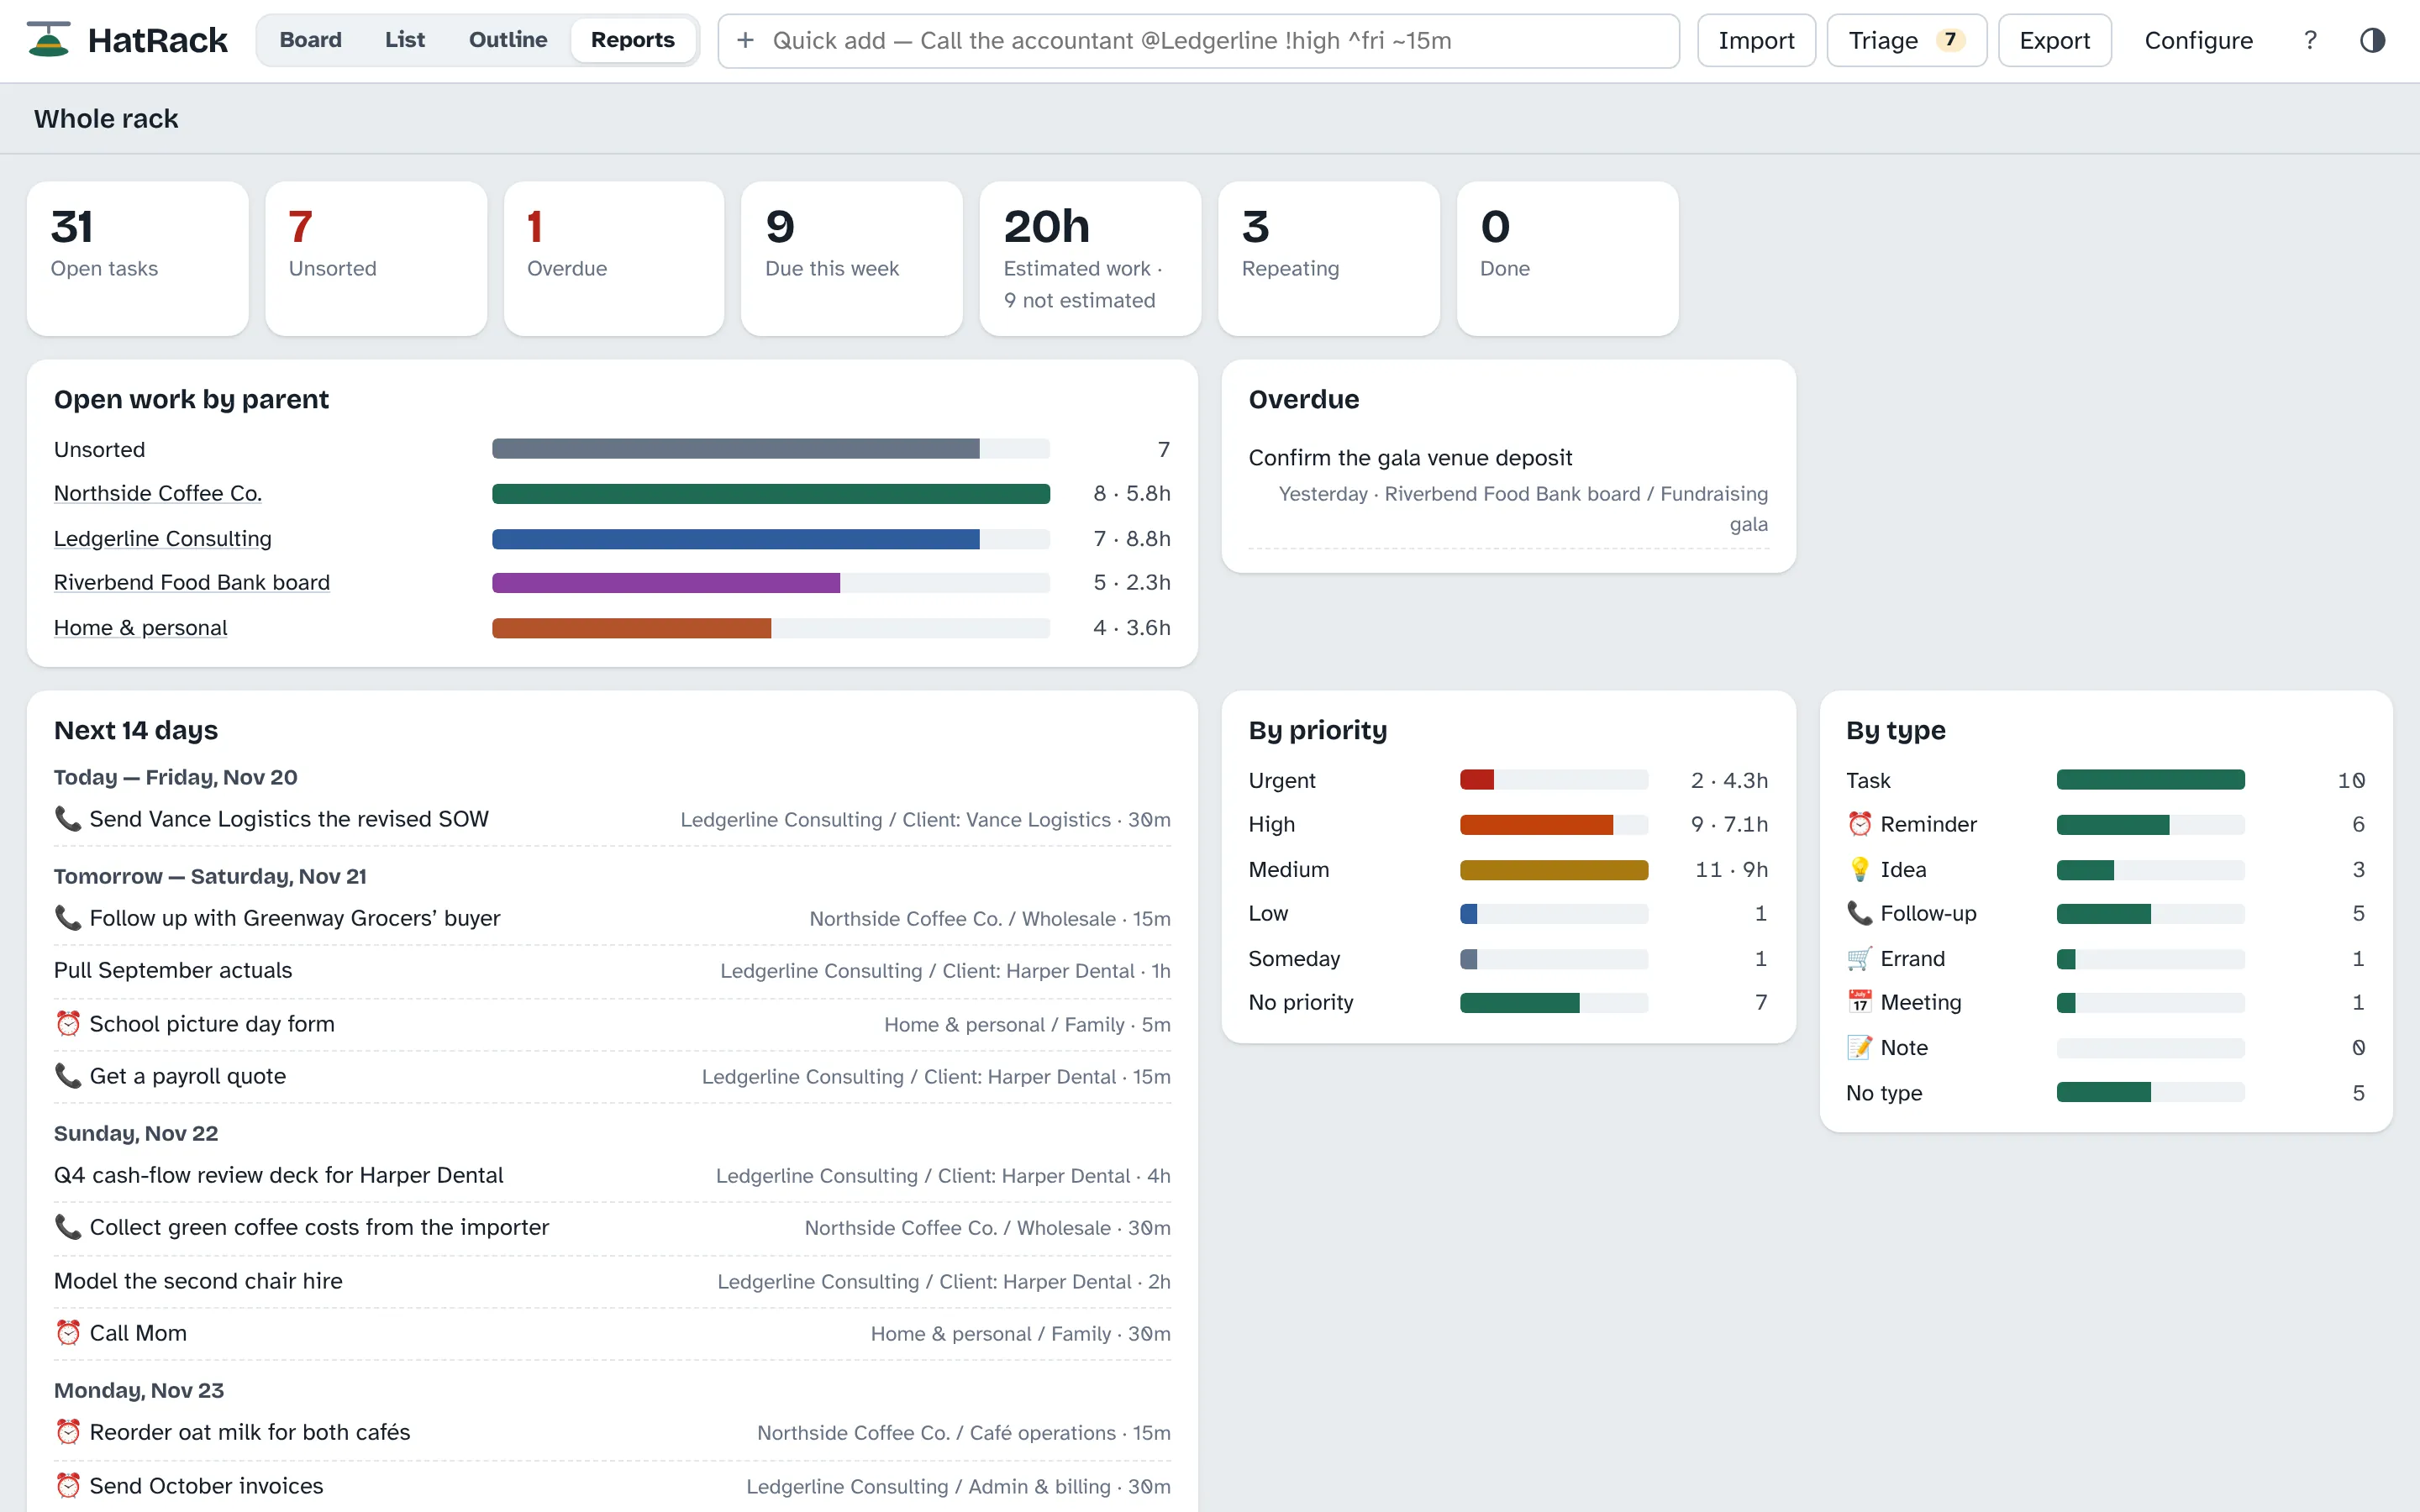 HatRack
Board
List
Outline
Reports
+ Quick add — Call the accountant @Ledgerline !high ^fri ~15m
Import
Triage 7
Export
Configure
?
Whole rack
31
Open tasks
7
Unsorted
1
Overdue
9
Due this week
20h
Estimated work ·
9 not estimated
3
Repeating
0
Done
Open work by parent
Unsorted 7
Northside Coffee Co. 8 · 5.8h
Ledgerline Consulting 7 · 8.8h
Riverbend Food Bank board 5 · 2.3h
Home & personal 4 · 3.6h
Overdue
Confirm the gala venue deposit
Yesterday · Riverbend Food Bank board / Fundraising
gala
Next 14 days
Today — Friday, Nov 20
Send Vance Logistics the revised SOW Ledgerline Consulting / Client: Vance Logistics · 30m
Tomorrow — Saturday, Nov 21
Follow up with Greenway Grocers’ buyer Northside Coffee Co. / Wholesale · 15m
Pull September actuals Ledgerline Consulting / Client: Harper Dental · 1h
School picture day form Home & personal / Family · 5m
Get a payroll quote Ledgerline Consulting / Client: Harper Dental · 15m
Sunday, Nov 22
Q4 cash-flow review deck for Harper Dental Ledgerline Consulting / Client: Harper Dental · 4h
Collect green coffee costs from the importer Northside Coffee Co. / Wholesale · 30m
Model the second chair hire Ledgerline Consulting / Client: Harper Dental · 2h
Call Mom Home & personal / Family · 30m
Monday, Nov 23
Reorder oat milk for both cafés Northside Coffee Co. / Café operations · 15m
Send October invoices Ledgerline Consulting / Admin & billing · 30m
By priority
Urgent 2 · 4.3h
High 9 · 7.1h
Medium 11 · 9h
Low 1
Someday 1
No priority 7
By type
Task 10
Reminder 6
Idea 3
Follow-up 5
Errand 1
Meeting 1
Note 0
No type 5